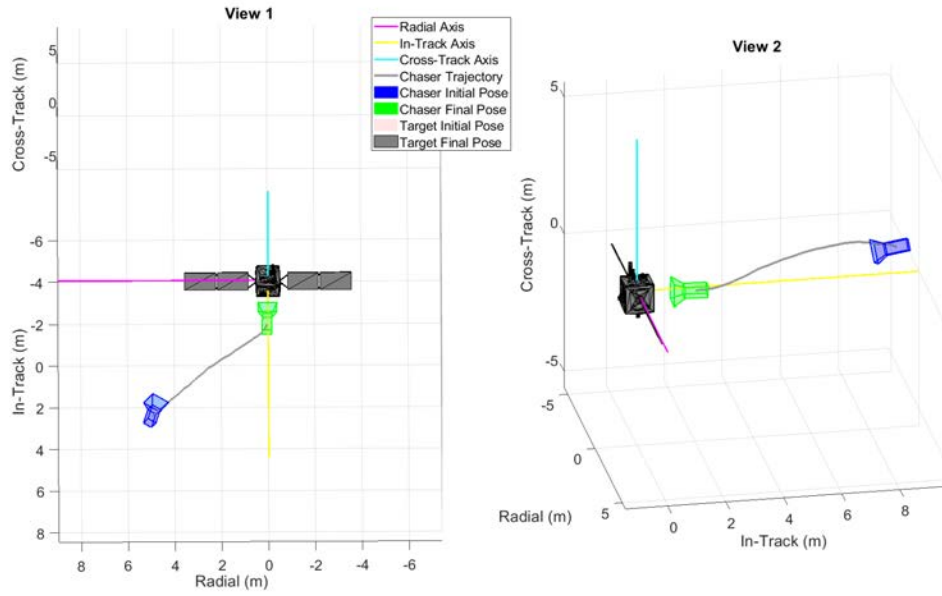 View 1
5
0
-5
Cross-Track (m)
-6
-4
-2
0
2
4
6
8
In-Track (m)
8
6
4
2
0
-2
-4
-6
Radial (m)
Radial Axis
In-Track Axis
Cross-Track Axis
Chaser Trajectory
Chaser Initial Pose
Chaser Final Pose
Target Initial Pose
Target Final Pose
View 2
5
0
-5
Cross-Track (m)
-5
0
5
Radial (m)
0
2
4
6
8
In-Track (m)